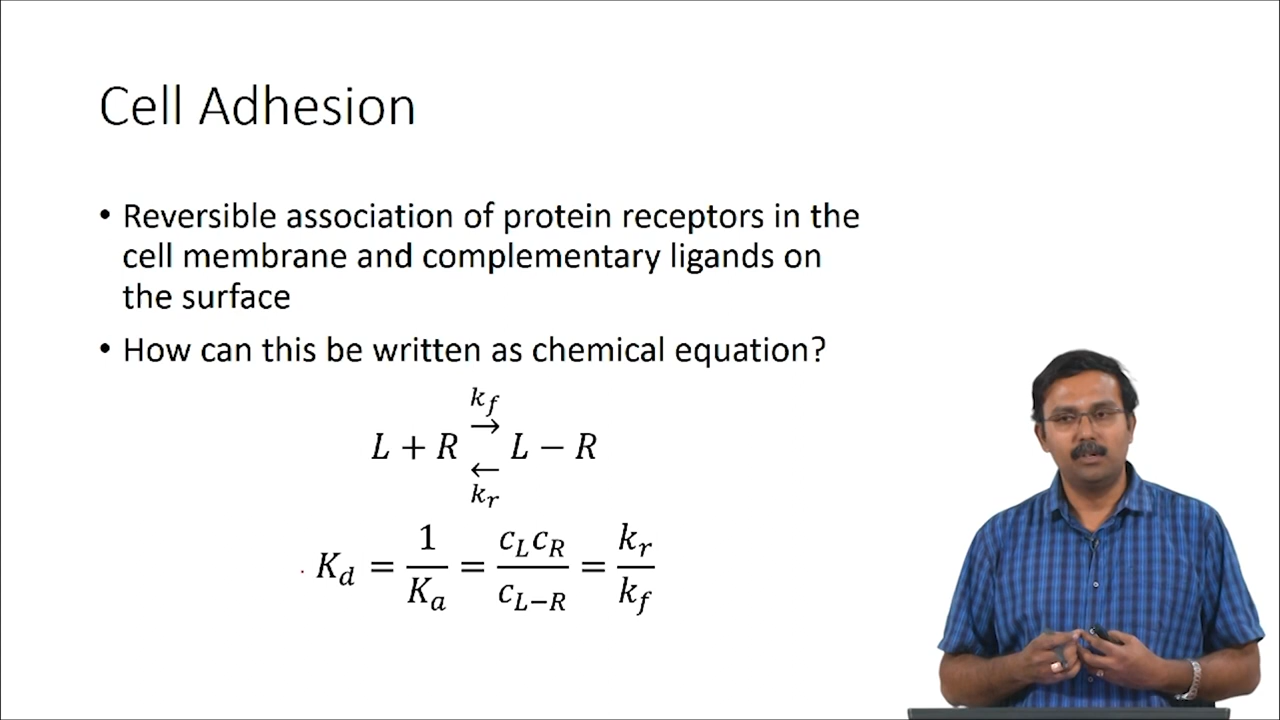 Cell Adhesion
• Reversible association of protein receptors in the
cell membrane and complementary ligands on
the surface
• How can this be written as chemical equation?
k_f
L + R → ← L − R
k_r
K_d = 1/K_a = c_L c_R/c_{L−R} = k_r/k_f